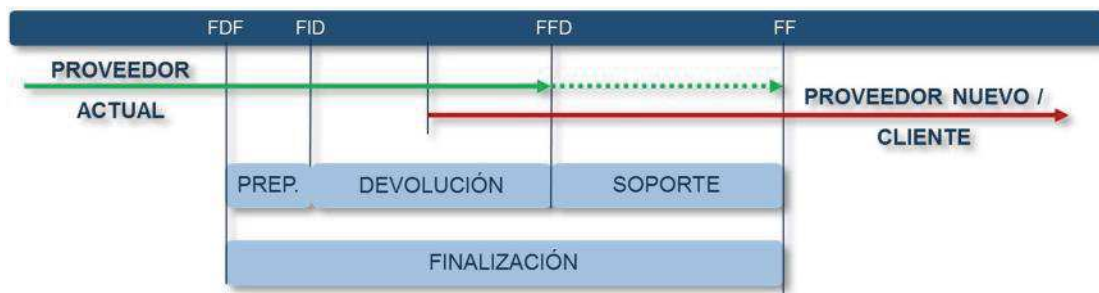 FDF FID FFD FF
PROVEEDOR
ACTUAL
PROVEEDOR NUEVO /
CLIENTE
PREP. DEVOLUCIÓN SOPORTE
FINALIZACIÓN